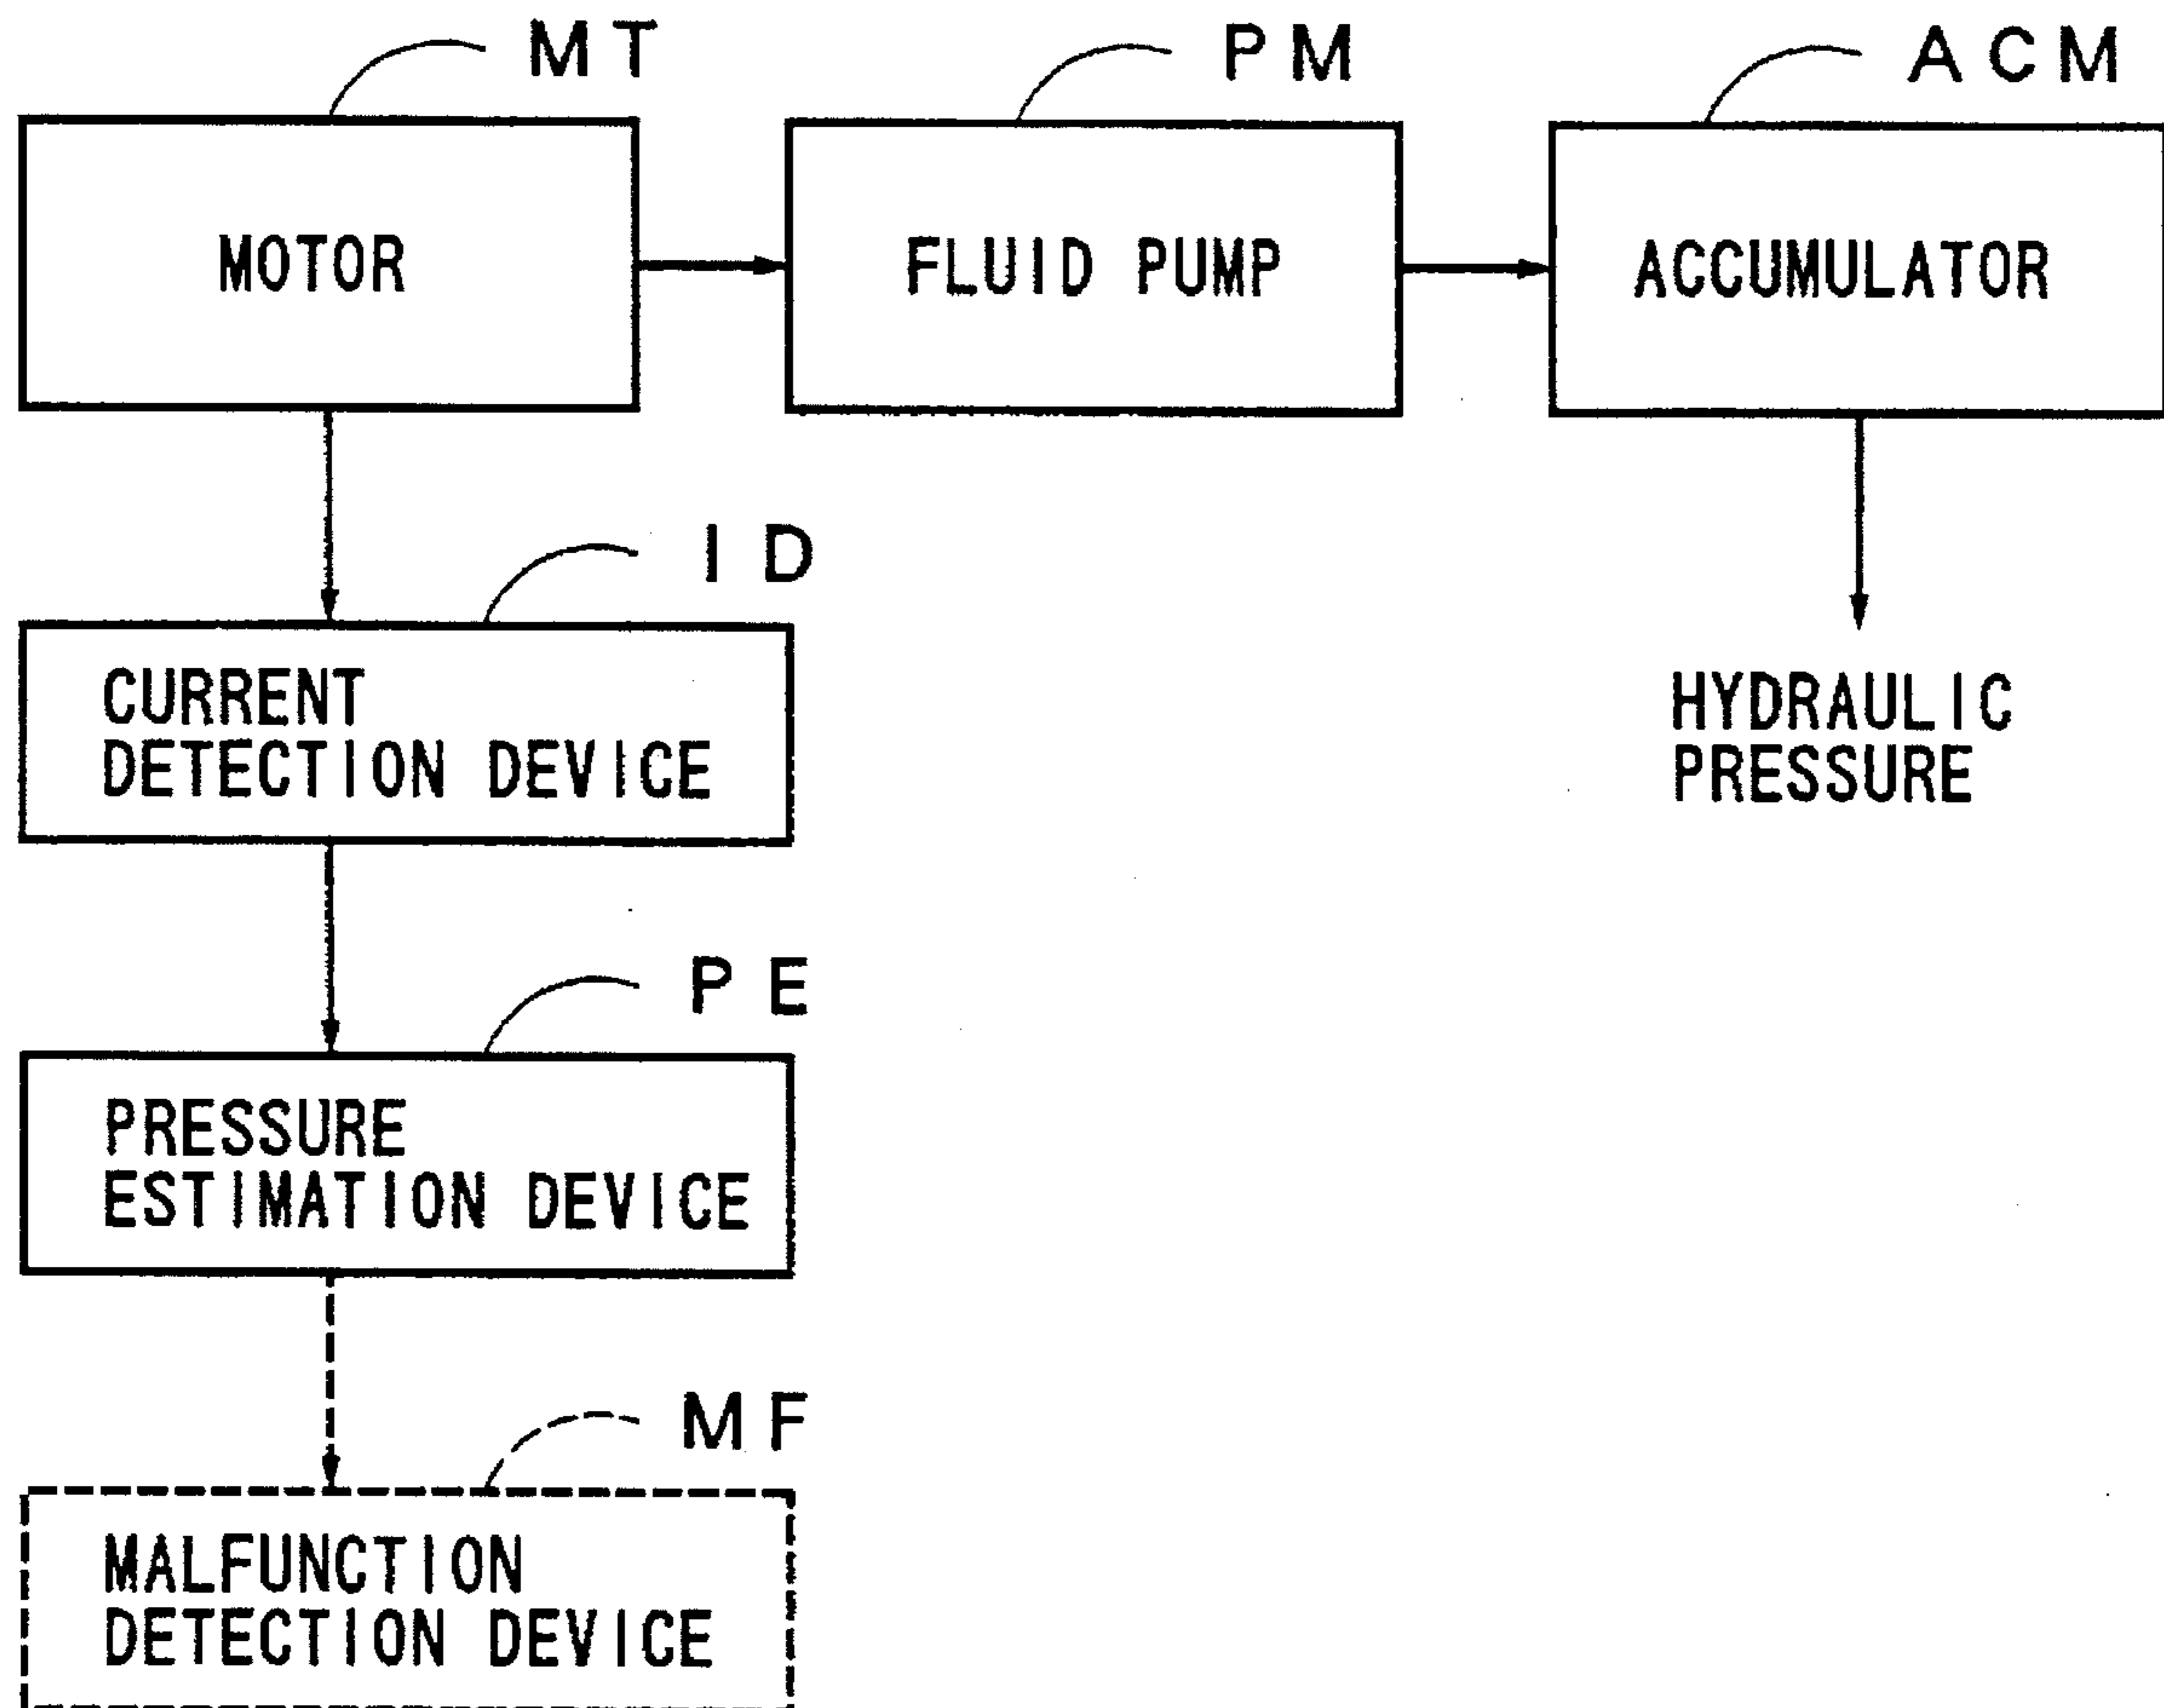 MT
PM
ACM
MOTOR
FLUID PUMP
ACCUMULATOR
ID
CURRENT
DETECTION DEVICE
HYDRAULIC
PRESSURE
PE
PRESSURE
ESTIMATION DEVICE
MF
MALFUNCTION
DETECTION DEVICE